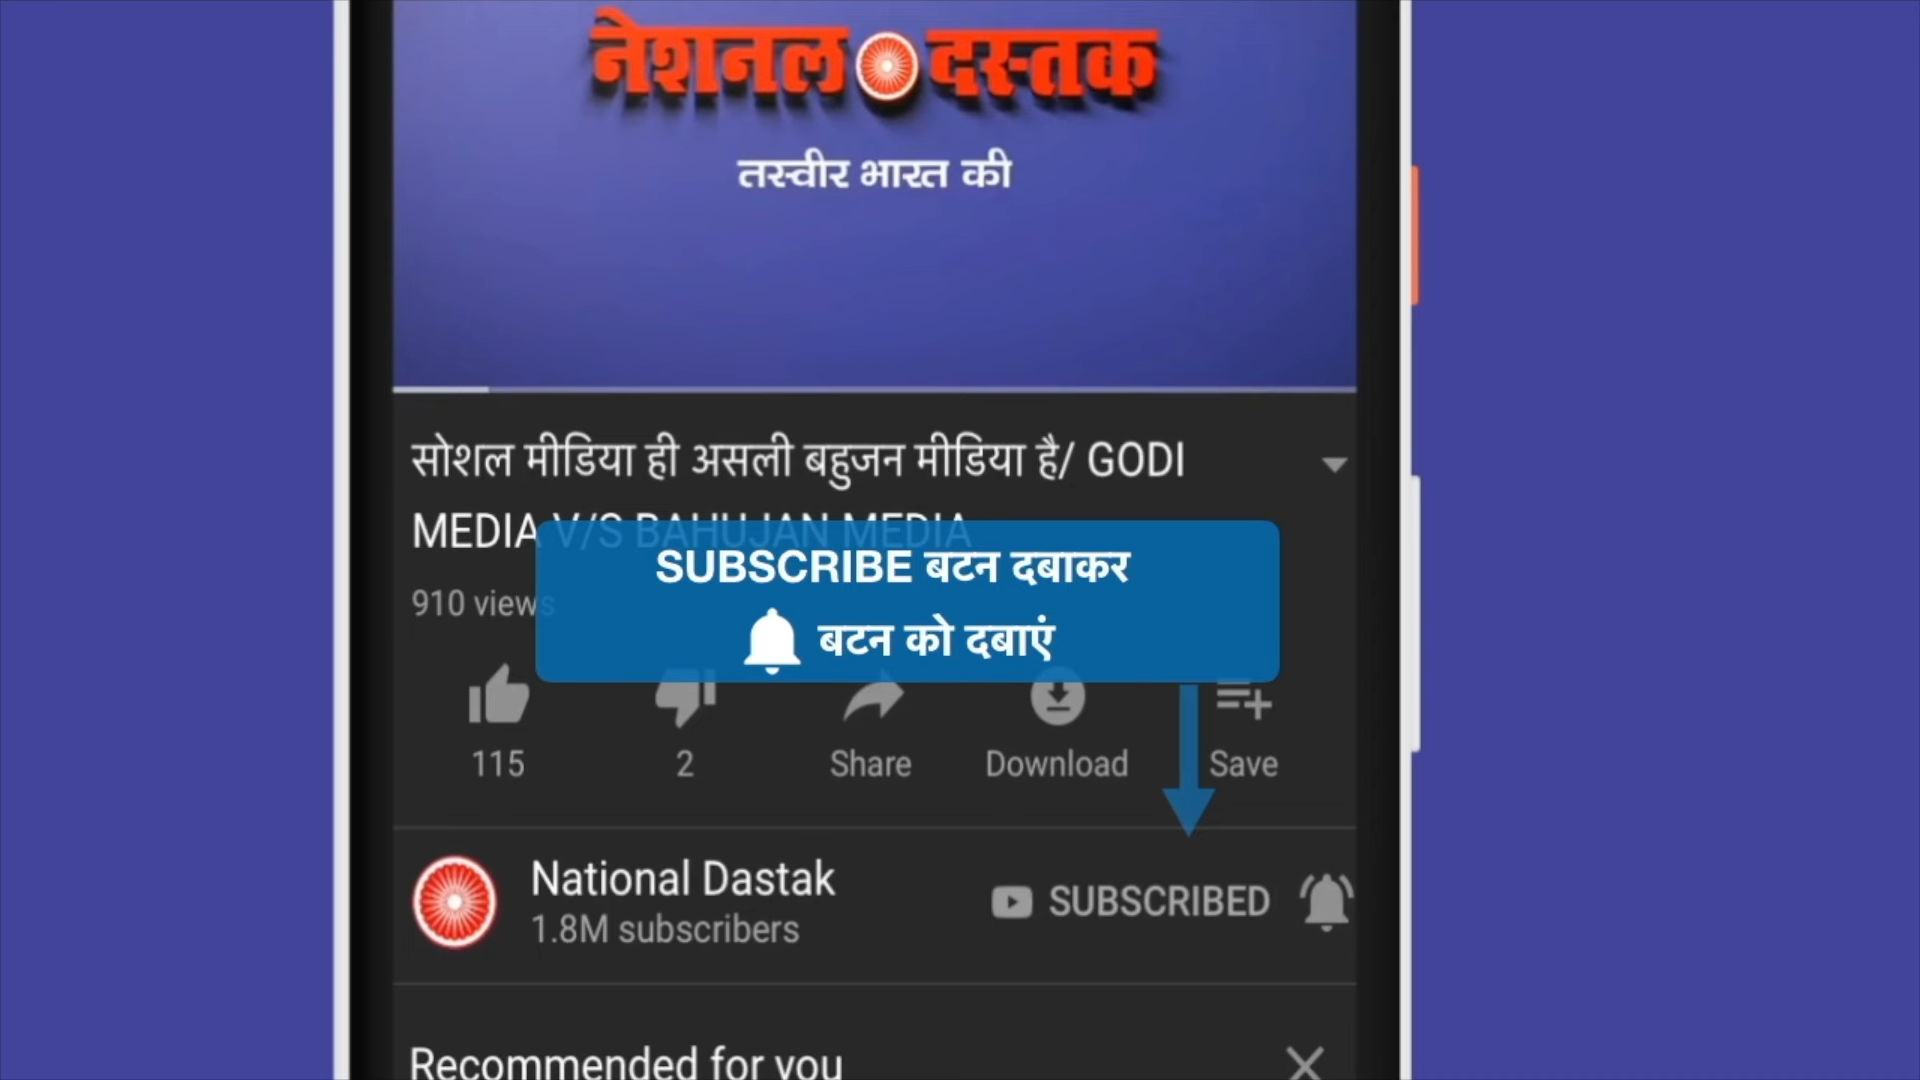 नेशनल दस्तक
तस्वीर भारत की
सोशल मीडिया ही असली बहुजन मीडिया है/ GODI
MEDIA V/S BAHUJAN MEDIA
SUBSCRIBE बटन दबाकर
बटन को दबाएं
910 views
115
2
Share
Download
Save
National Dastak
1.8M subscribers
SUBSCRIBED
Recommended for you